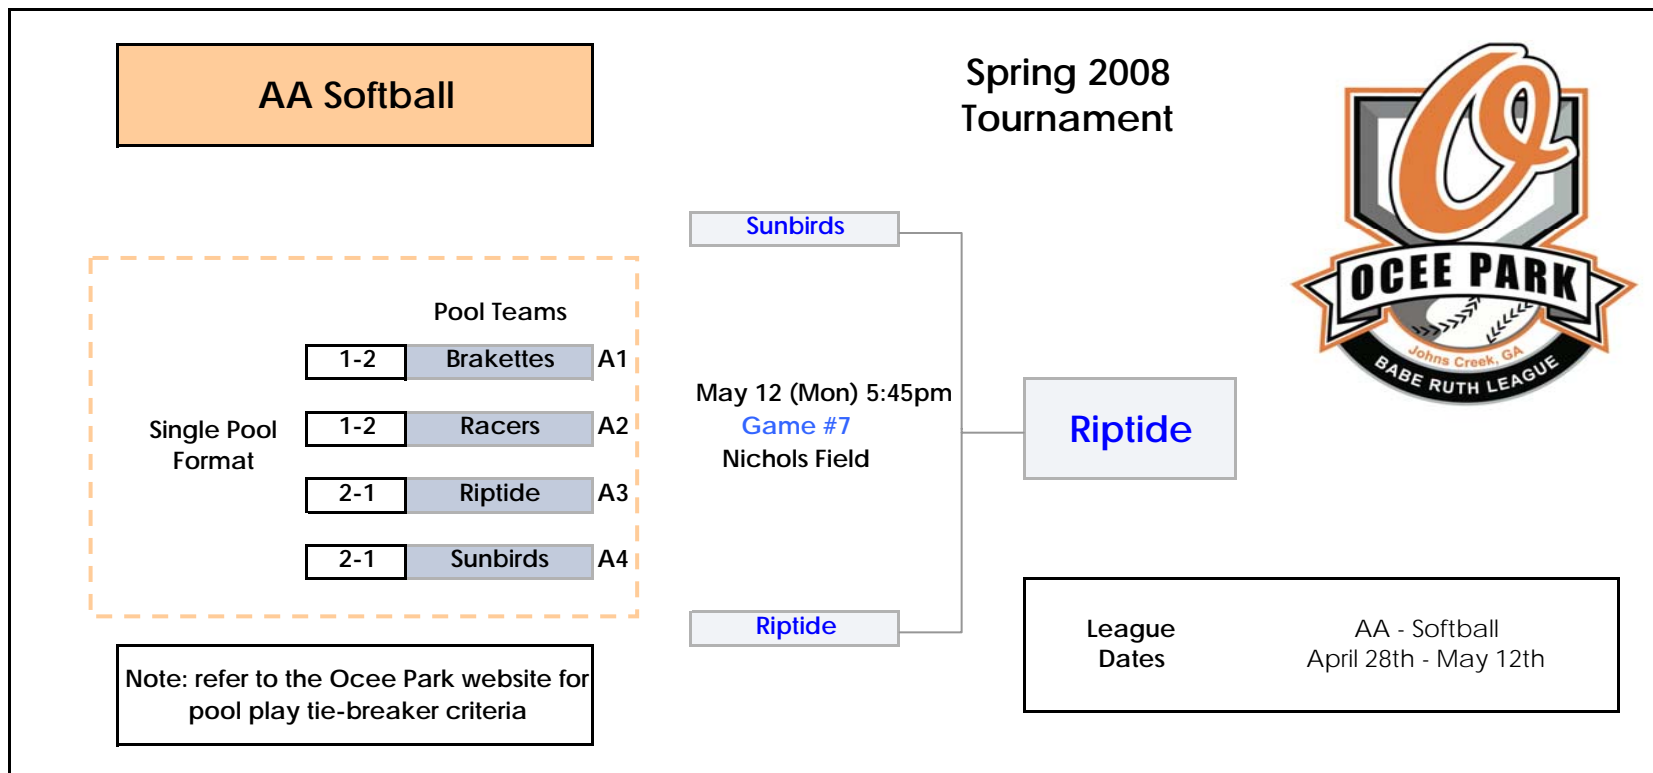 AA Softball
Spring 2008
Tournament
O
OCEE PARK
Johns Creek, GA
BABE RUTH LEAGUE
Sunbirds
Pool Teams
1-2 Brakettes A1
1-2 Racers A2
Single Pool
Format
2-1 Riptide A3
2-1 Sunbirds A4
May 12 (Mon) 5:45pm
Game #7
Nichols Field
Riptide
Riptide
Note: refer to the Ocee Park website for
pool play tie-breaker criteria
League AA - Softball
Dates April 28th - May 12th